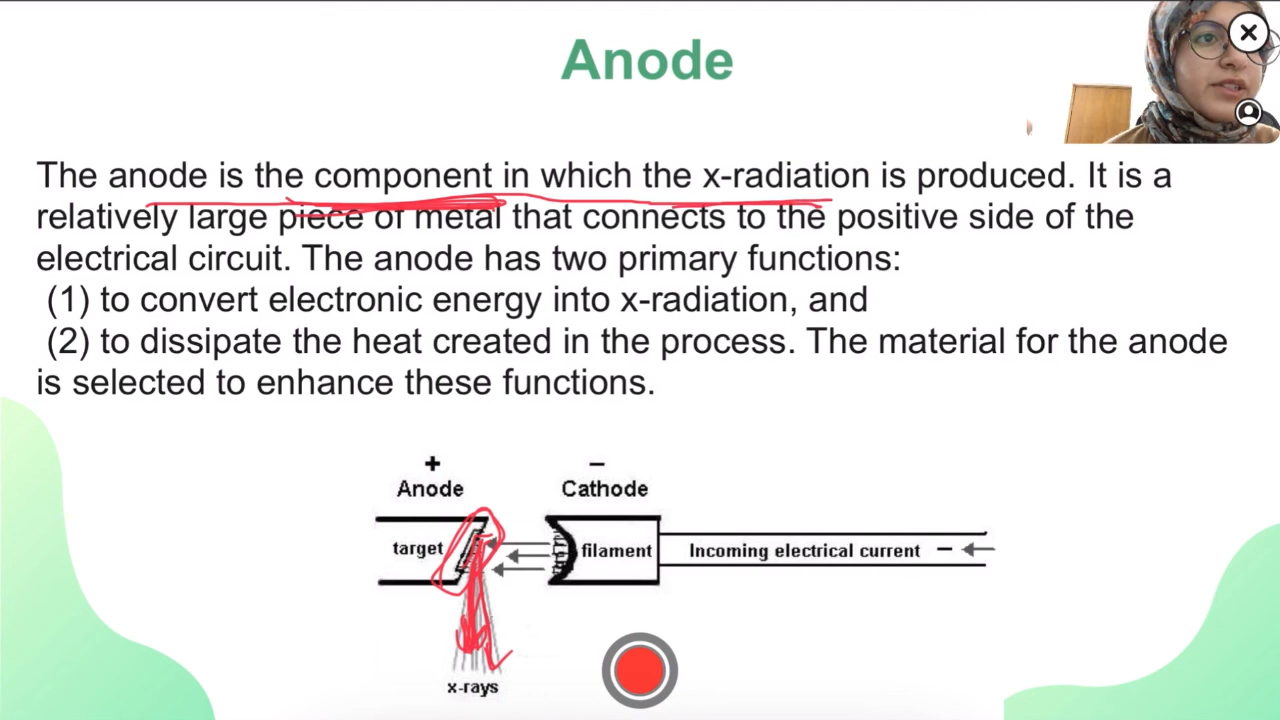 Anode
The anode is the component in which the x-radiation is produced. It is a
relatively large piece of metal that connects to the positive side of the
electrical circuit. The anode has two primary functions:
(1) to convert electronic energy into x-radiation, and
(2) to dissipate the heat created in the process. The material for the anode
is selected to enhance these functions.
+ –
Anode Cathode
target filament Incoming electrical current –
x-rays